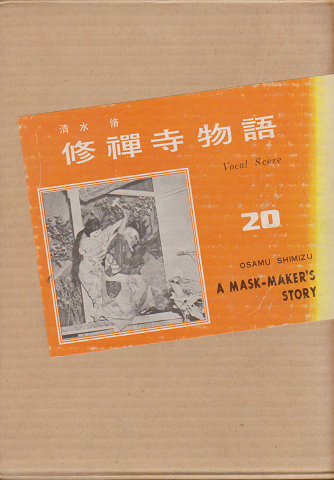 清水 脩
修禪寺物語
Vocal Score
20
OSAMU SHIMIZU
A MASK-MAKER'S
STORY